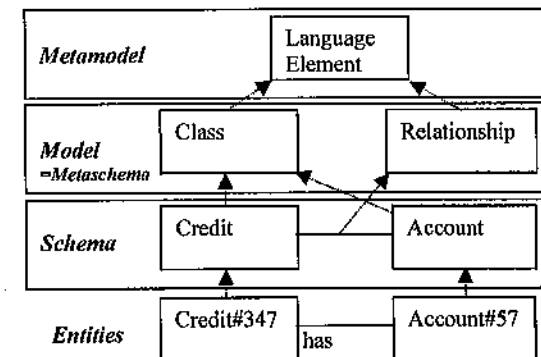 Metamodel
Language
Element
Model
=Metaschema
Class
Relationship
Schema
Credit
Account
Entities
Credit#347
has
Account#57